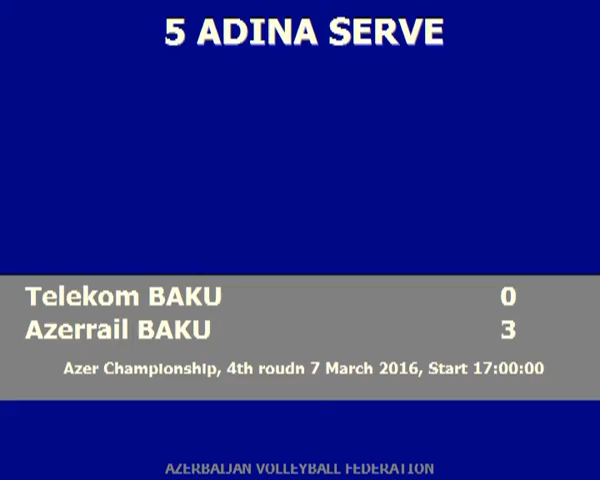 5 ADINA SERVE
Telekom BAKU 0
Azerrail BAKU 3
Azer Championship, 4th roudn 7 March 2016, Start 17:00:00
AZERBAIJAN VOLLEYBALL FEDERATION